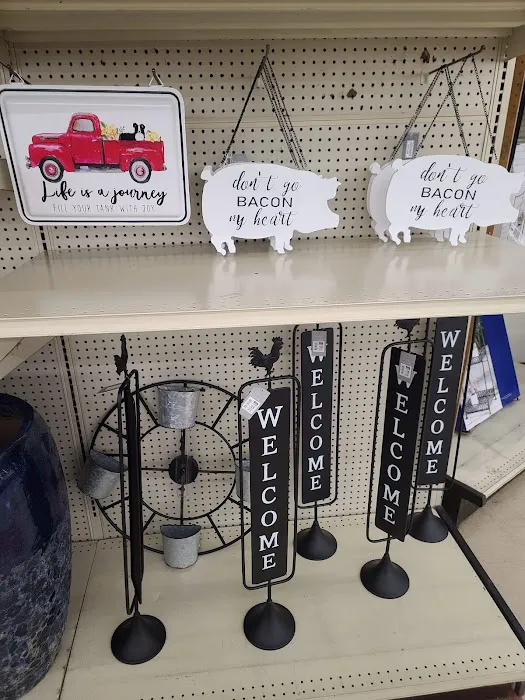 Life is a journey
FILL YOUR TANK WITH JOY
don't go
BACON
my heart
don't go
BACON
my heart
WELCOME
WELCOME
WELCOME
WELCOME